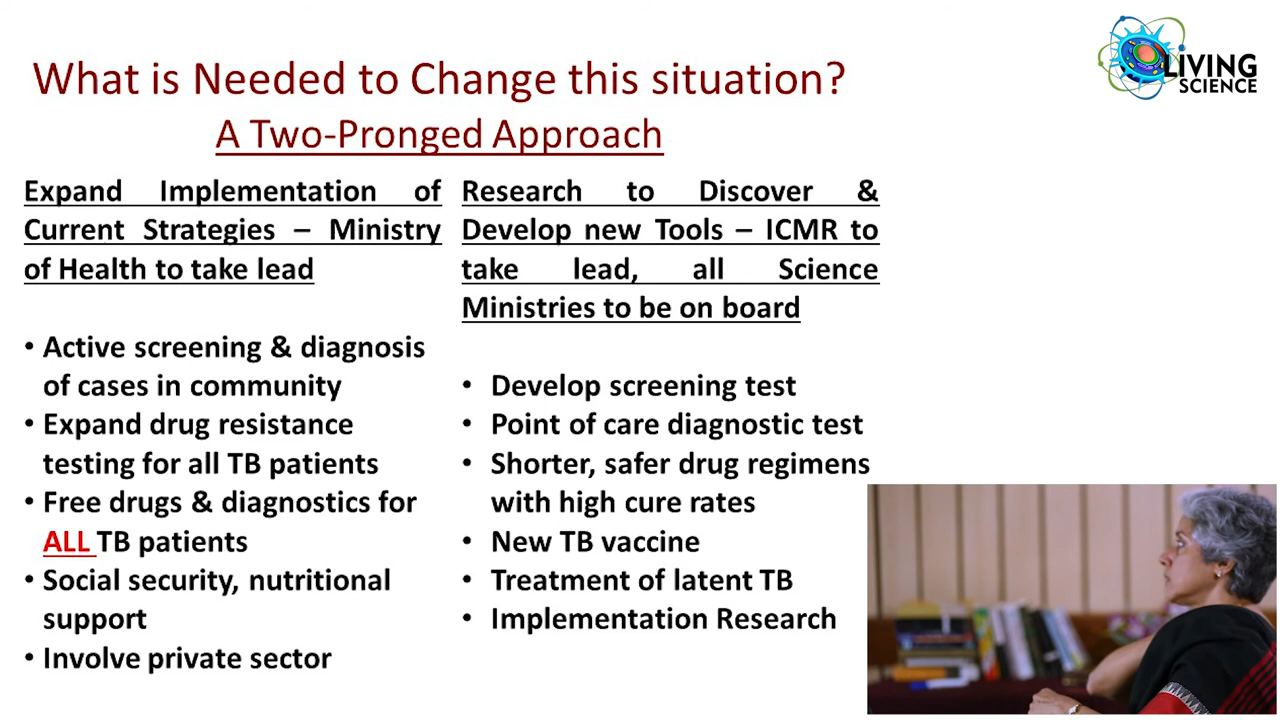 What is Needed to Change this situation?
A Two-Pronged Approach
LIVING
SCIENCE
Expand Implementation of
Current Strategies – Ministry
of Health to take lead
• Active screening & diagnosis
of cases in community
• Expand drug resistance
testing for all TB patients
• Free drugs & diagnostics for
ALL TB patients
• Social security, nutritional
support
• Involve private sector
Research to Discover &
Develop new Tools – ICMR to
take lead, all Science
Ministries to be on board
• Develop screening test
• Point of care diagnostic test
• Shorter, safer drug regimens
with high cure rates
• New TB vaccine
• Treatment of latent TB
• Implementation Research